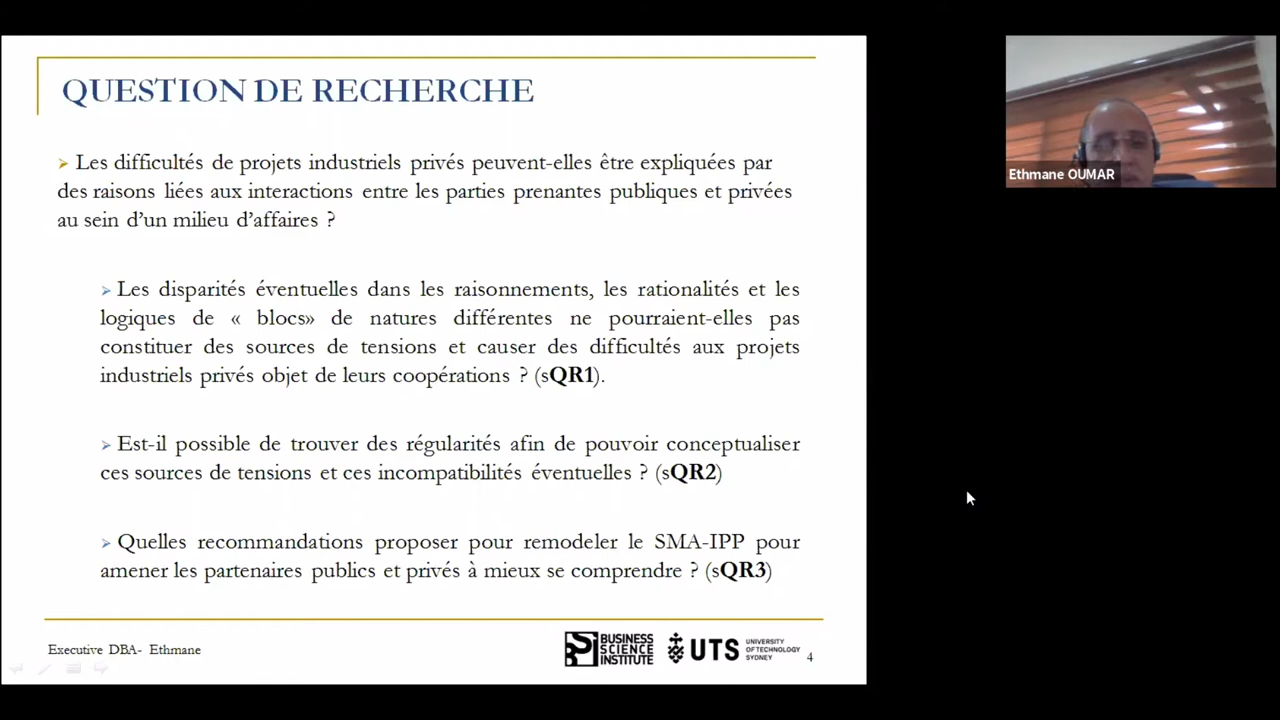 QUESTION DE RECHERCHE
➢ Les difficultés de projets industriels privés peuvent-elles être expliquées par
des raisons liées aux interactions entre les parties prenantes publiques et privées
au sein d’un milieu d’affaires ?
➢ Les disparités éventuelles dans les raisonnements, les rationalités et les
logiques de « blocs» de natures différentes ne pourraient-elles pas
constituer des sources de tensions et causer des difficultés aux projets
industriels privés objet de leurs coopérations ? (sQR1).
➢ Est-il possible de trouver des régularités afin de pouvoir conceptualiser
ces sources de tensions et ces incompatibilités éventuelles ? (sQR2)
➢ Quelles recommandations proposer pour remodeler le SMA-IPP pour
amener les partenaires publics et privés à mieux se comprendre ? (sQR3)
Executive DBA- Ethmane
BUSINESS
SCIENCE
INSTITUTE
UTS
UNIVERSITY
OF TECHNOLOGY
SYDNEY
4
Ethmane OUMAR